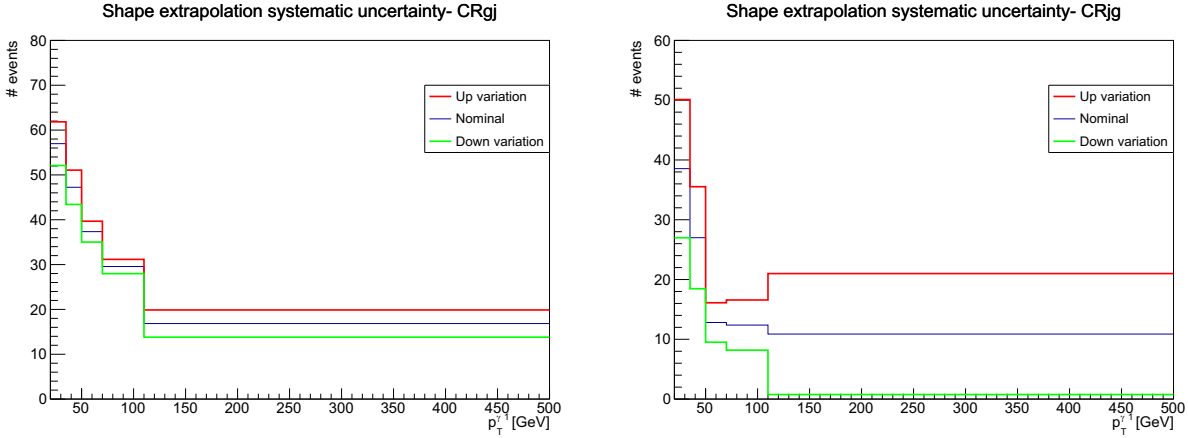 Shape extrapolation systematic uncertainty- CRgj
# events
80
70
60
50
40
30
20
10
0
Up variation
Nominal
Down variation
50 100 150 200 250 300 350 400 450 500
p_T^γ 1 [GeV]
Shape extrapolation systematic uncertainty- CRjg
# events
60
50
40
30
20
10
0
Up variation
Nominal
Down variation
50 100 150 200 250 300 350 400 450 500
p_T^γ 1 [GeV]